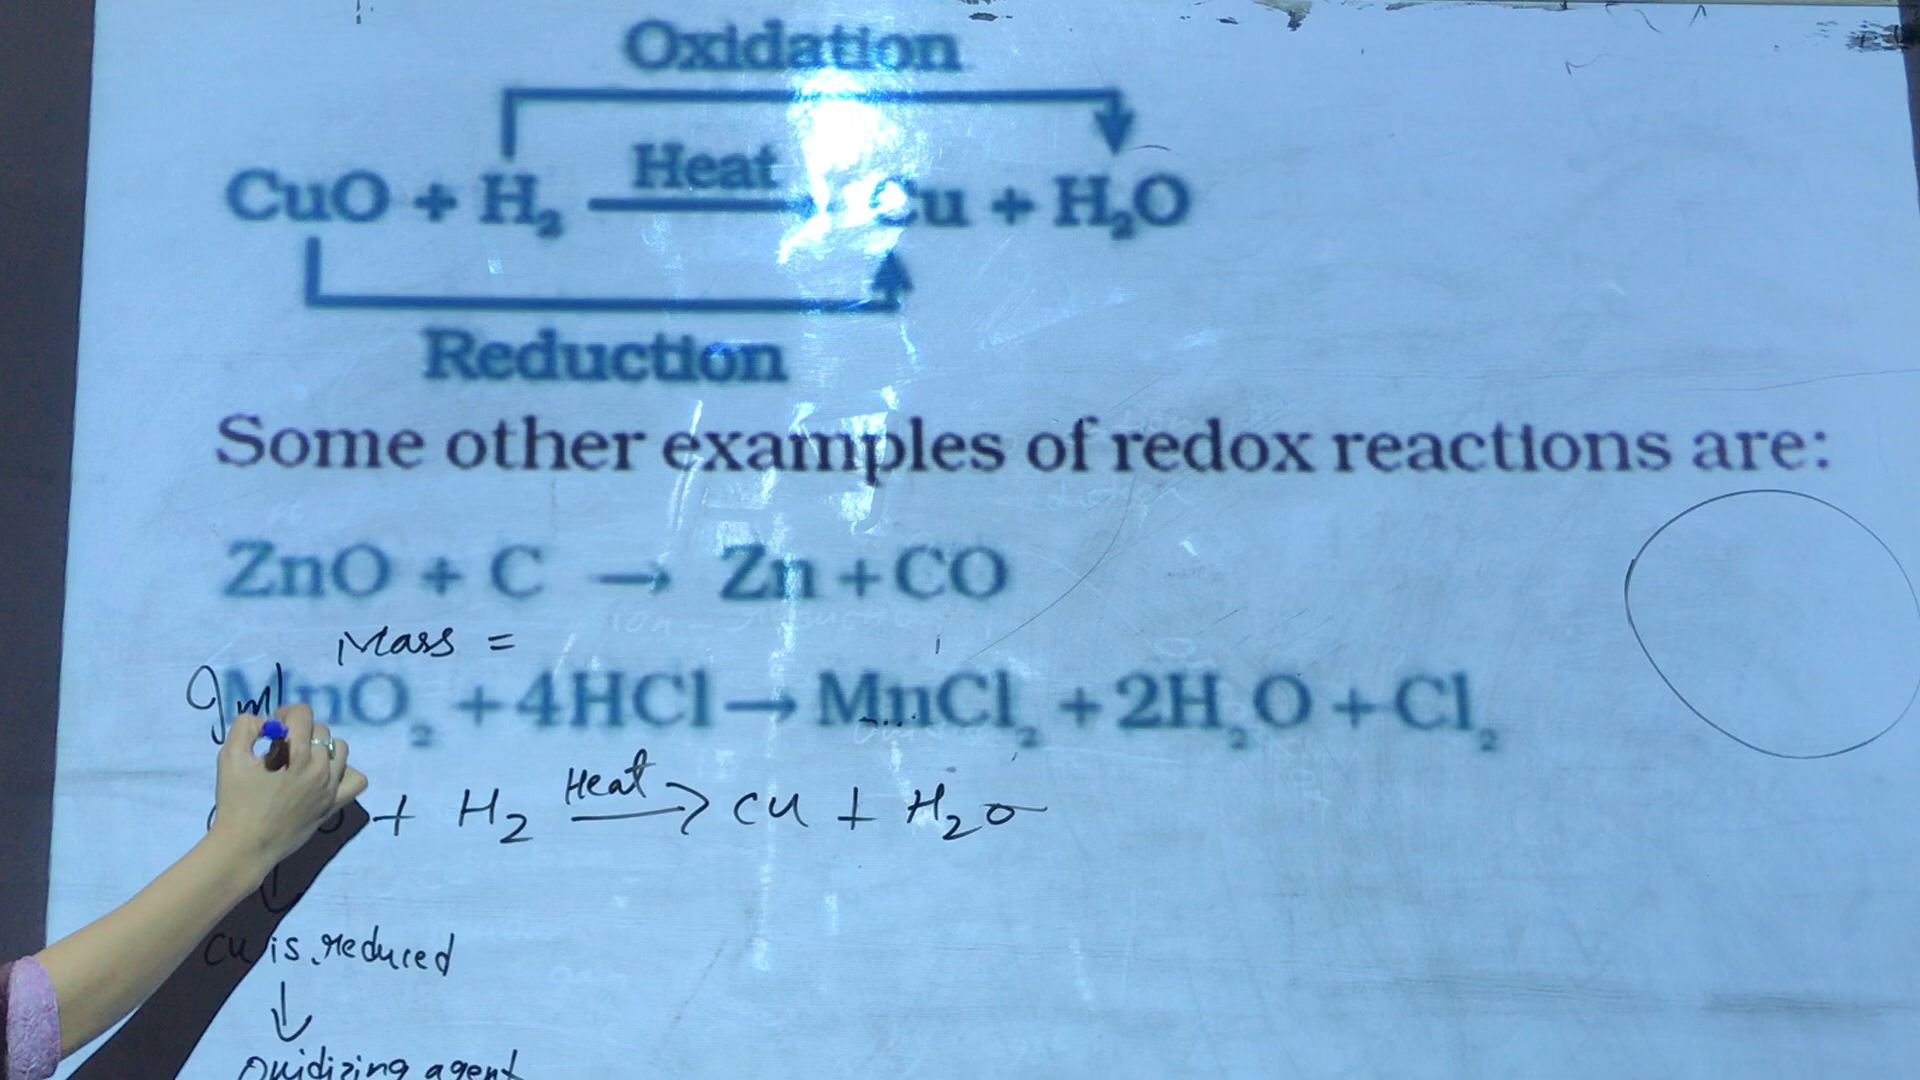 Oxidation
Heat
CuO + H₂ → Cu + H₂O
Reduction
Some other examples of redox reactions are:
ZnO + C → Zn + CO
Mass =
MnO₂ + 4HCl → MnCl₂ + 2H₂O + Cl₂
Heat
+ H₂ → Cu + H₂O
Cu is reduced
↓
Oxidizing agent